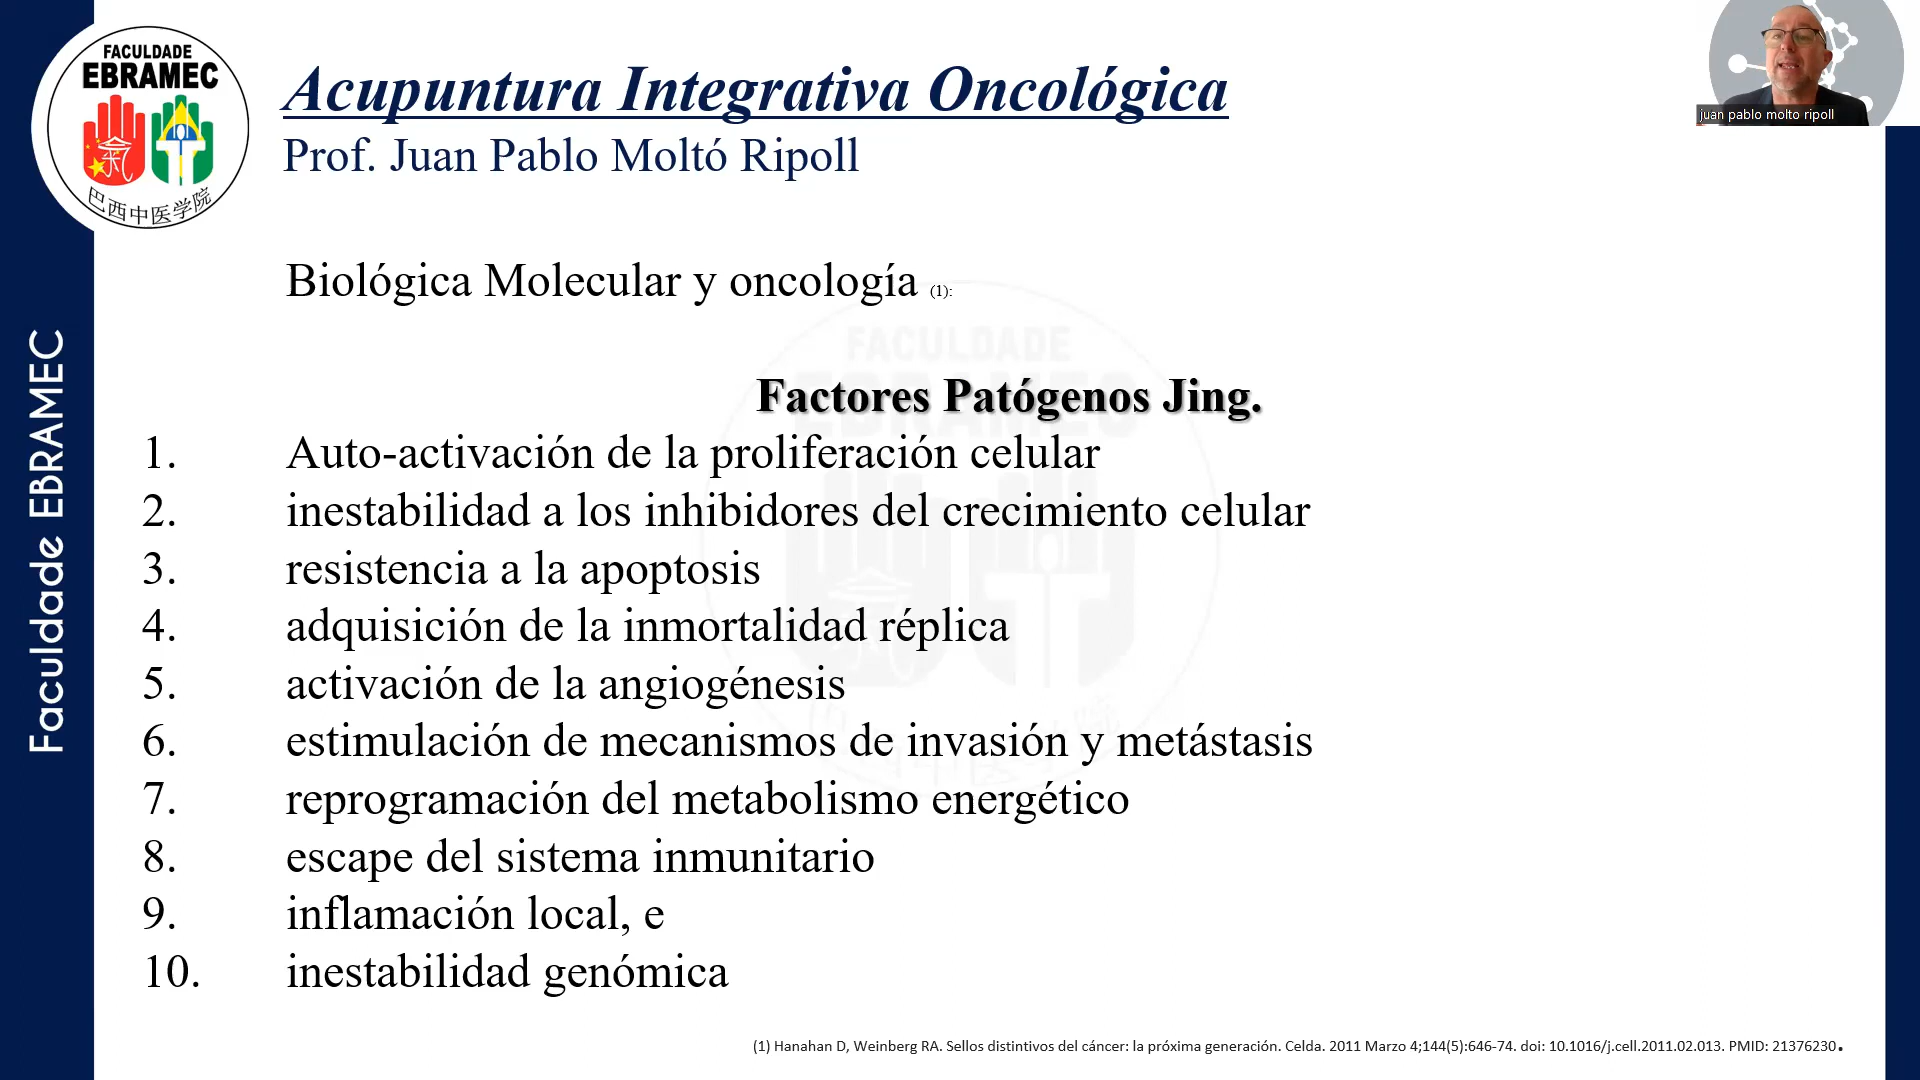 FACULDADE
EBRAMEC
巴西中医学院
Acupuntura Integrativa Oncológica
Prof. Juan Pablo Moltó Ripoll
juan pablo molto ripoll
Faculdade EBRAMEC
Biológica Molecular y oncología (1):
FACULDADE
EBRAMEC
Factores Patógenos Jing.
1. Auto-activación de la proliferación celular
2. inestabilidad a los inhibidores del crecimiento celular
3. resistencia a la apoptosis
4. adquisición de la inmortalidad réplica
5. activación de la angiogénesis
6. estimulación de mecanismos de invasión y metástasis
7. reprogramación del metabolismo energético
8. escape del sistema inmunitario
9. inflamación local, e
10. inestabilidad genómica
(1) Hanahan D, Weinberg RA. Sellos distintivos del cáncer: la próxima generación. Celda. 2011 Marzo 4;144(5):646-74. doi: 10.1016/j.cell.2011.02.013. PMID: 21376230.